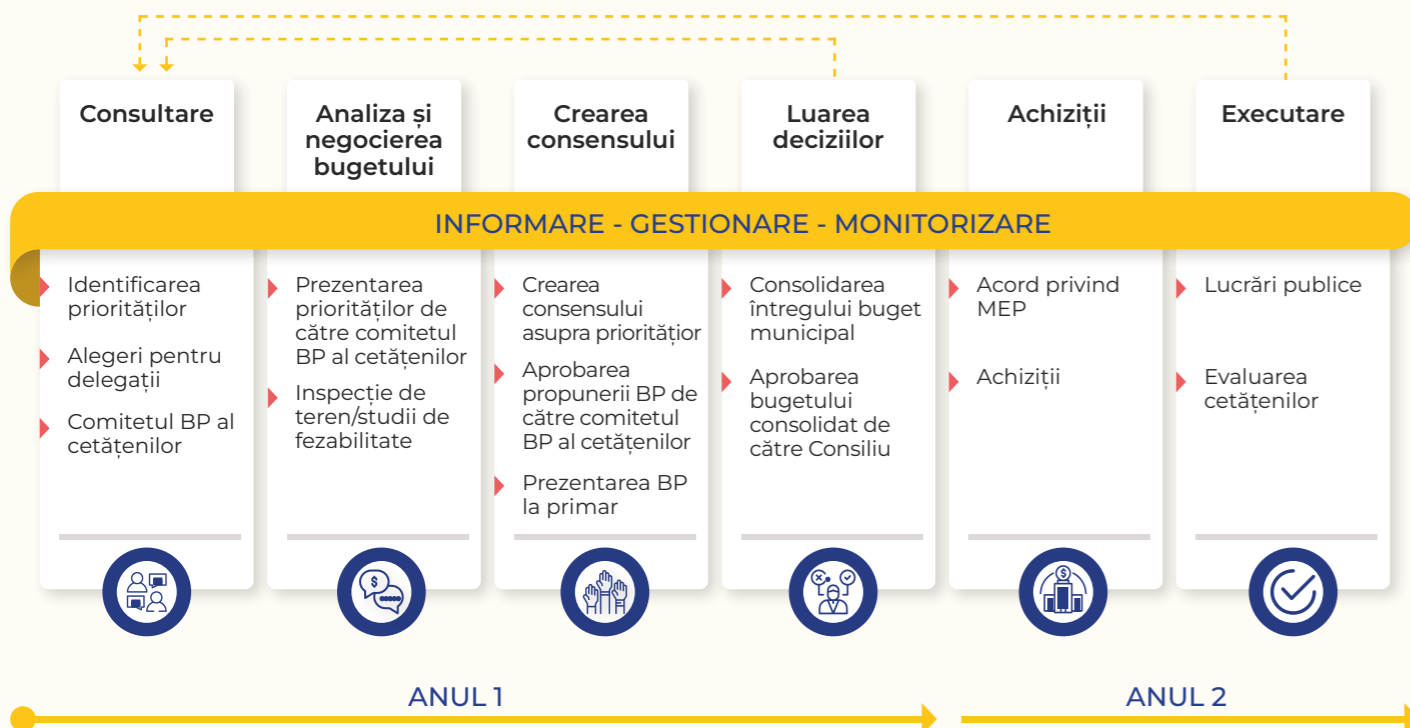 Consultare
Analiza și
negocierea
bugetului
Crearea
consensului
Luarea
deciziilor
Achiziții
Executare
INFORMARE - GESTIONARE - MONITORIZARE
Identificarea
priorităților
Alegeri pentru
delegații
Comitetul BP al
cetățenilor
Prezentarea
priorităților de
către comitetul
BP al cetățenilor
Inspecție de
teren/studii de
fezabilitate
Crearea
consensului
asupra prioritățior
Aprobarea
propunerii BP de
către comitetul
BP al cetățenilor
Prezentarea BP
la primar
Consolidarea
întregului buget
municipal
Aprobarea
bugetului
consolidat de
către Consiliu
Acord privind
MEP
Achiziții
Lucrări publice
Evaluarea
cetățenilor
$
$
ANUL 1
ANUL 2